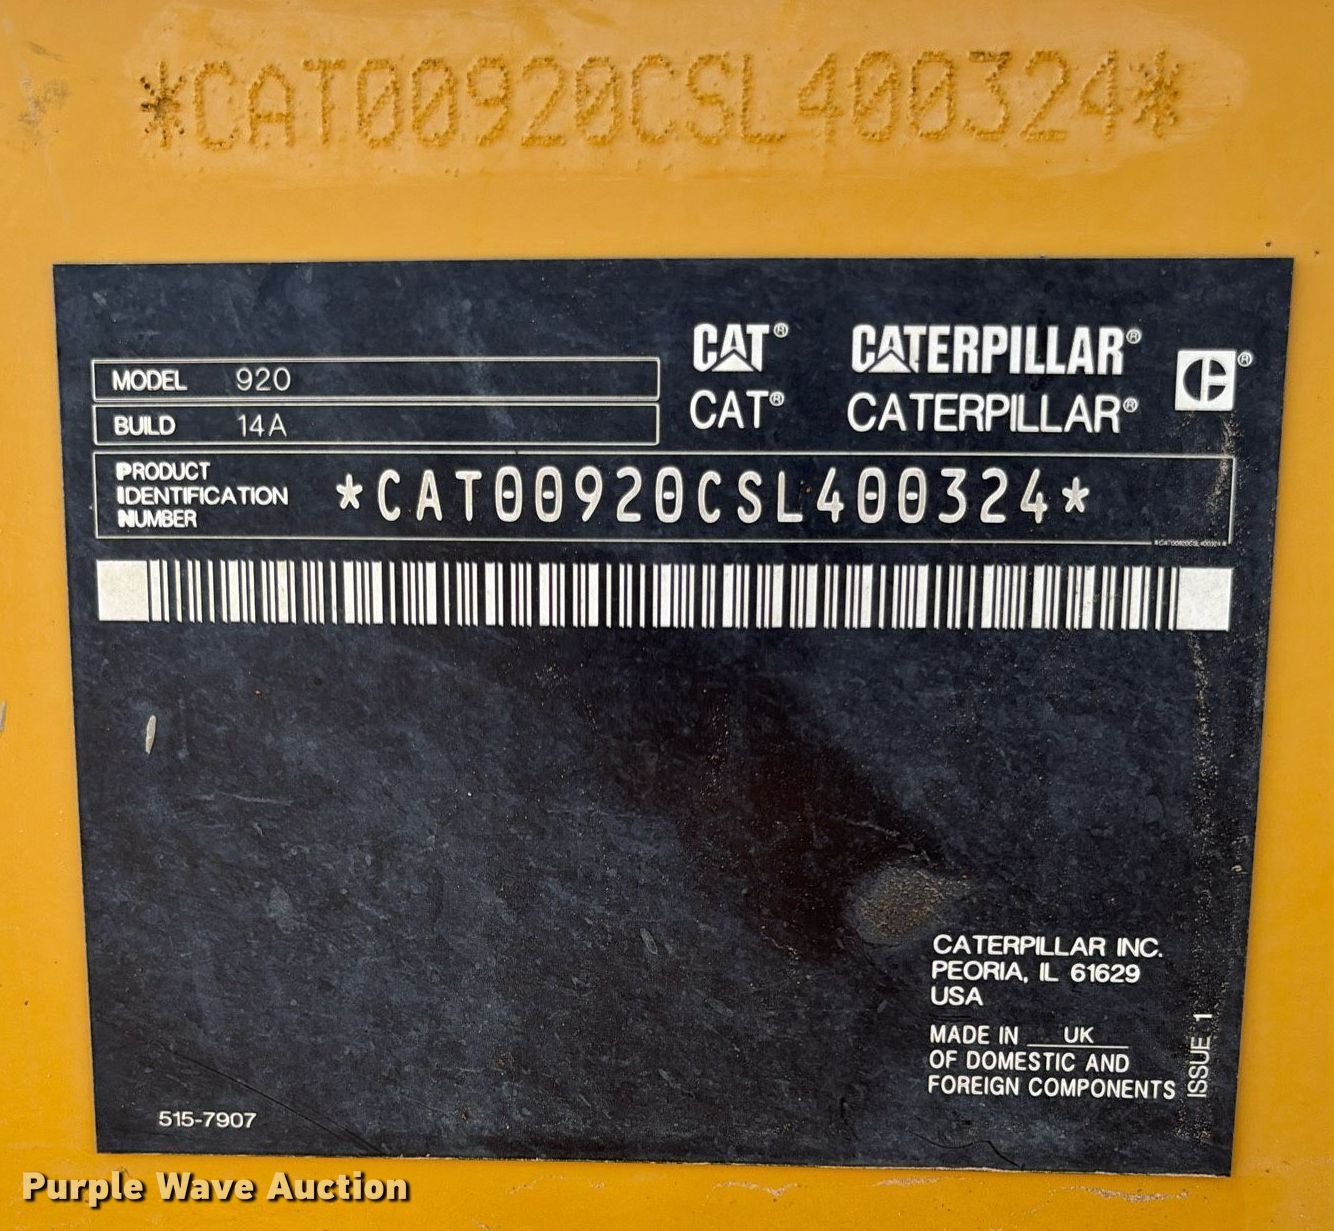 *CAT00920CSL400324*
CAT® CATERPILLAR®
CAT® CATERPILLAR®
®
MODEL 920
BUILD 14A
PRODUCT
IDENTIFICATION
NUMBER
*CAT00920CSL400324*
*CAT00920CSL400324*
CATERPILLAR INC.
PEORIA, IL 61629
USA
MADE IN UK
OF DOMESTIC AND
FOREIGN COMPONENTS
ISSUE 1
515-7907
Purple Wave Auction